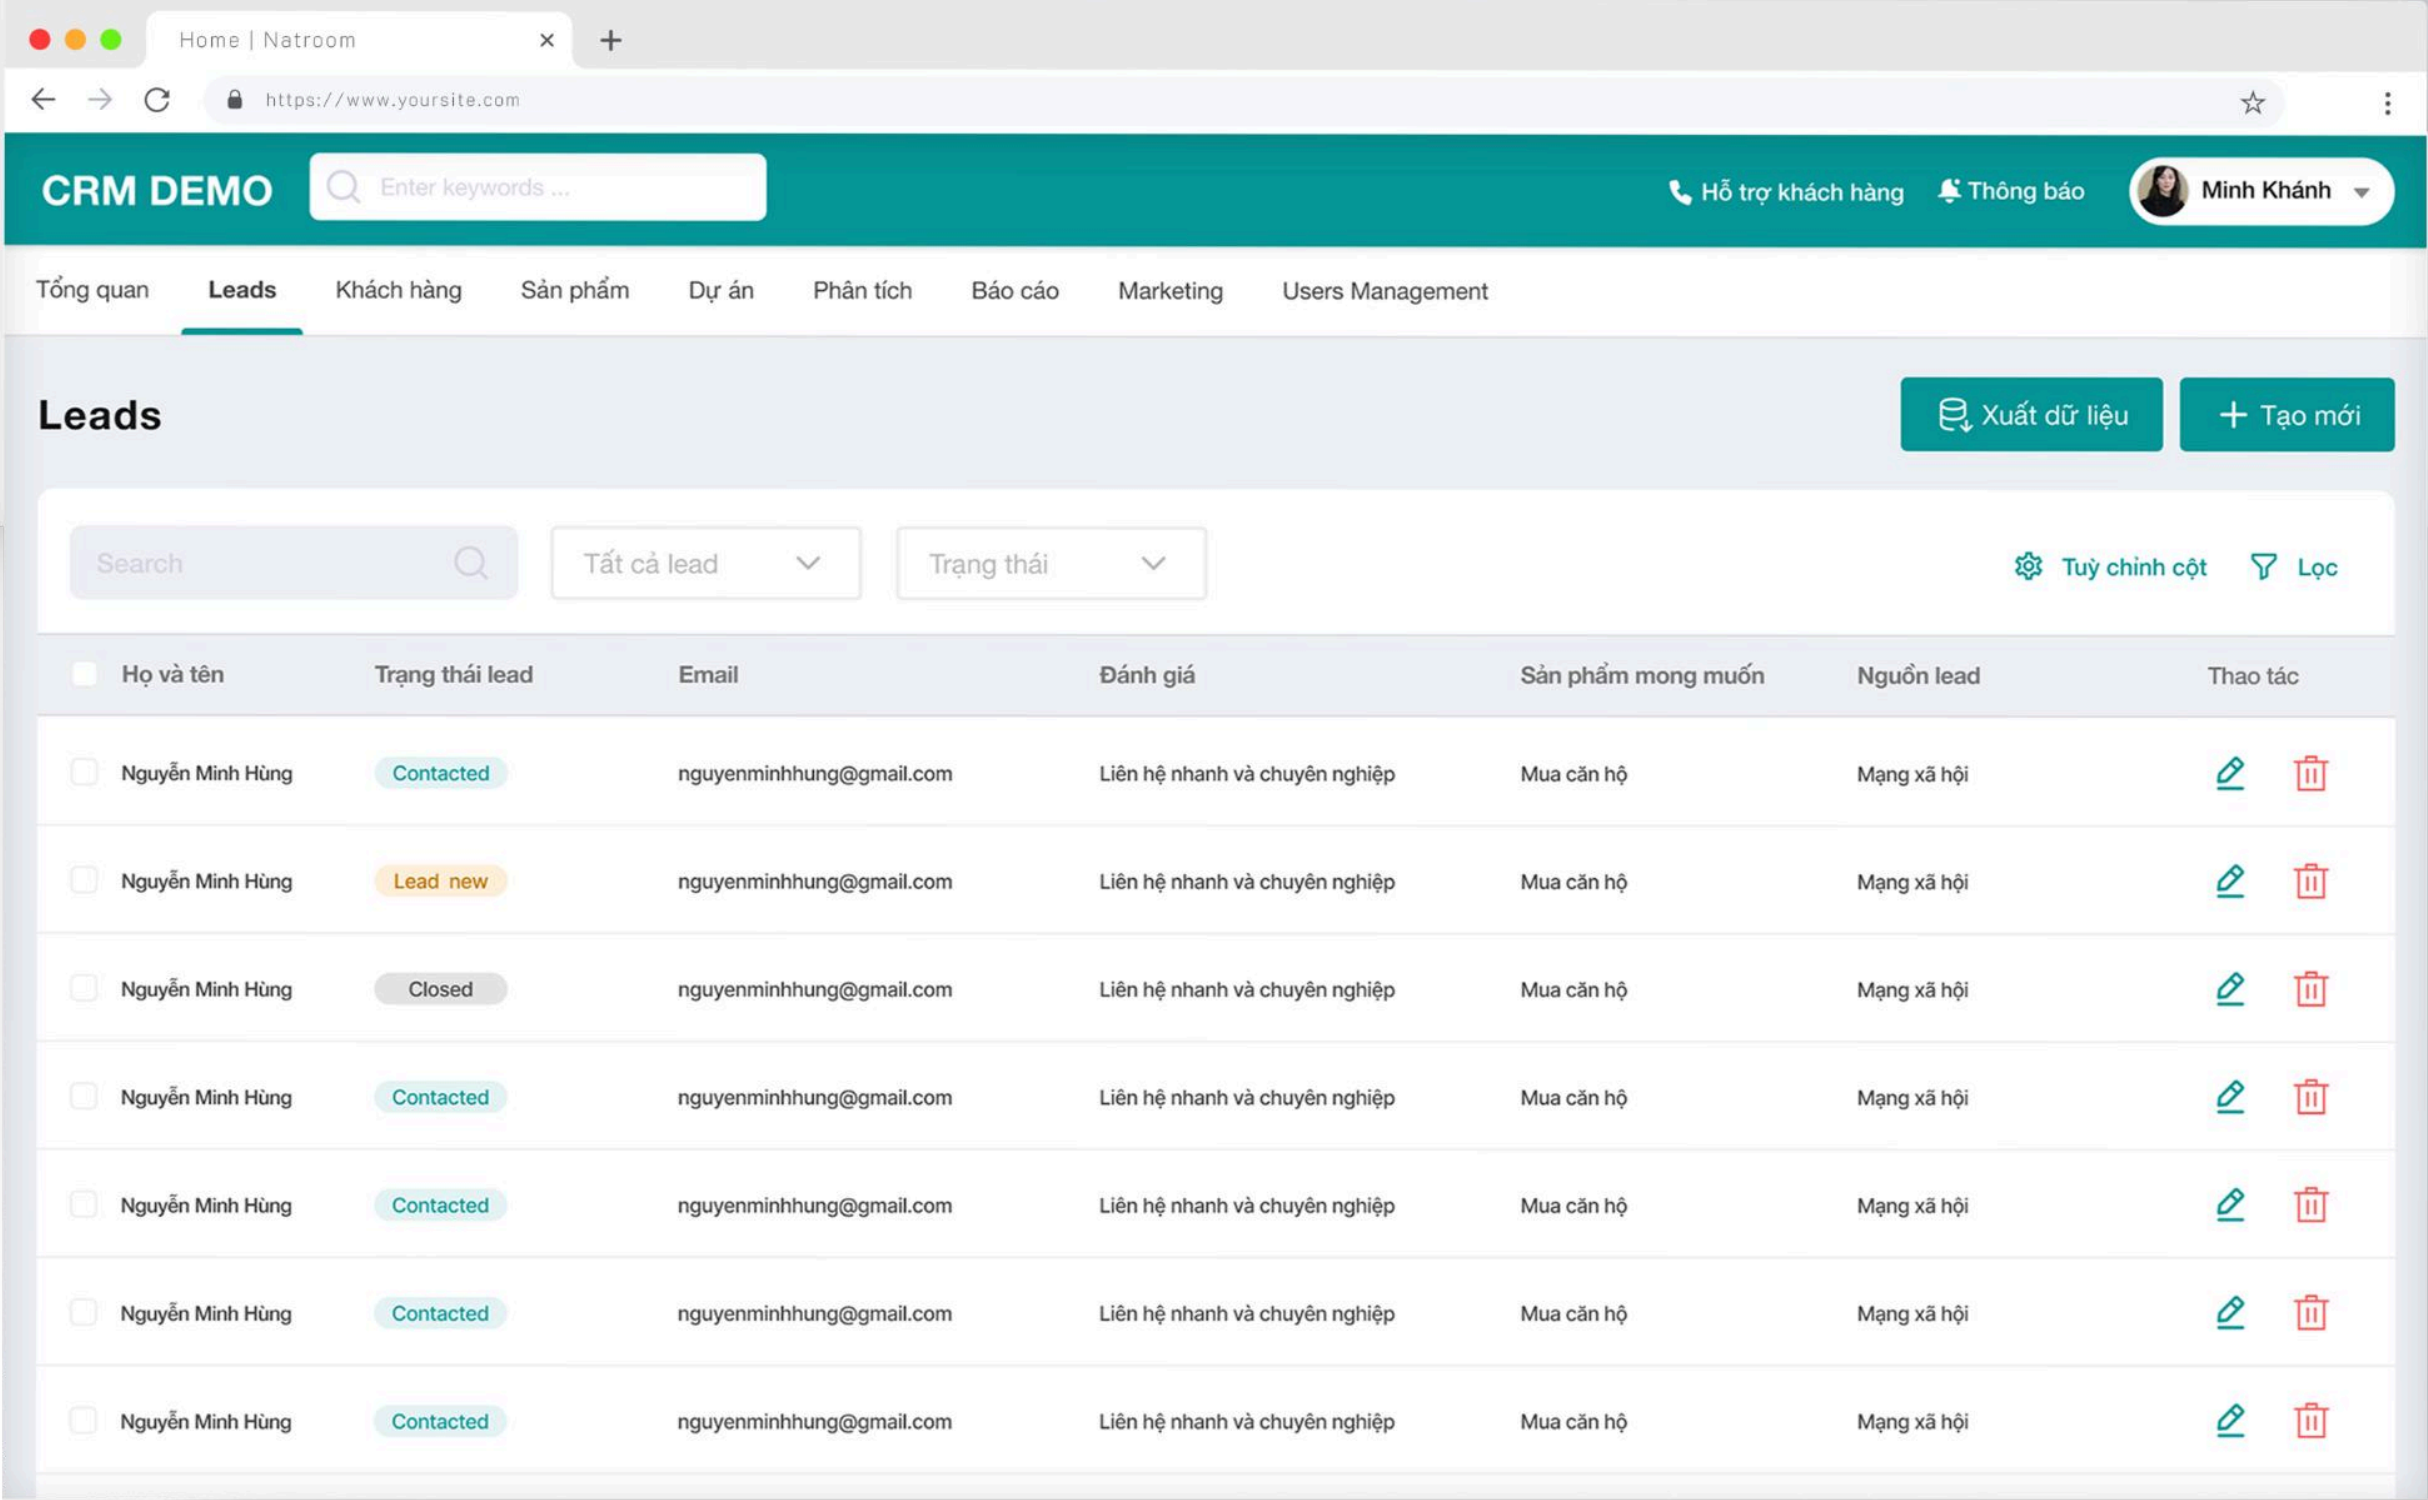 Home | Natroom
https://www.yoursite.com
CRM DEMO Enter keywords ... Hỗ trợ khách hàng Thông báo Minh Khánh
Tổng quan Leads Khách hàng Sản phẩm Dự án Phân tích Báo cáo Marketing Users Management
Leads Xuất dữ liệu Tạo mới
Search Tất cả lead Trạng thái Tuỳ chỉnh cột Lọc
Họ và tên Trạng thái lead Email Đánh giá Sản phẩm mong muốn Nguồn lead Thao tác
Nguyễn Minh Hùng Contacted nguyenminhhung@gmail.com Liên hệ nhanh và chuyên nghiệp Mua căn hộ Mạng xã hội
Nguyễn Minh Hùng Lead new nguyenminhhung@gmail.com Liên hệ nhanh và chuyên nghiệp Mua căn hộ Mạng xã hội
Nguyễn Minh Hùng Closed nguyenminhhung@gmail.com Liên hệ nhanh và chuyên nghiệp Mua căn hộ Mạng xã hội
Nguyễn Minh Hùng Contacted nguyenminhhung@gmail.com Liên hệ nhanh và chuyên nghiệp Mua căn hộ Mạng xã hội
Nguyễn Minh Hùng Contacted nguyenminhhung@gmail.com Liên hệ nhanh và chuyên nghiệp Mua căn hộ Mạng xã hội
Nguyễn Minh Hùng Contacted nguyenminhhung@gmail.com Liên hệ nhanh và chuyên nghiệp Mua căn hộ Mạng xã hội
Nguyễn Minh Hùng Contacted nguyenminhhung@gmail.com Liên hệ nhanh và chuyên nghiệp Mua căn hộ Mạng xã hội